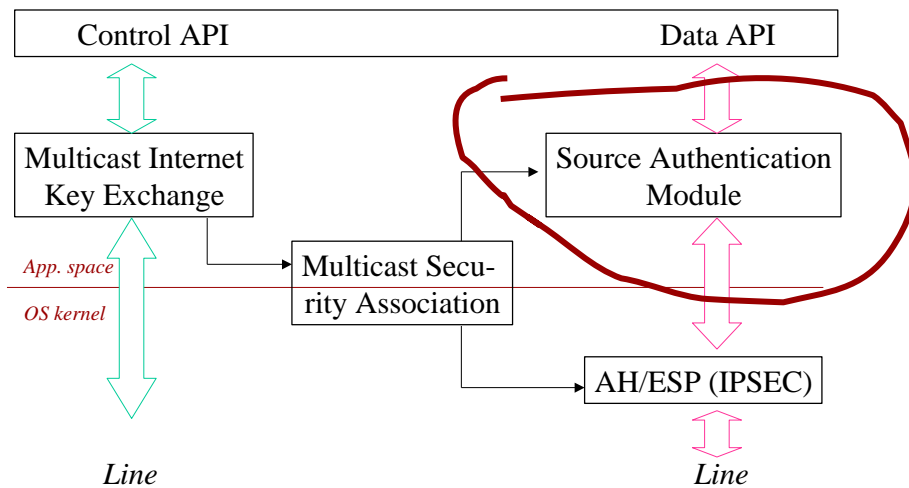 Control API
Data API
Multicast Internet
Key Exchange
Source Authentication
Module
App. space
Multicast Secu-
rity Association
OS kernel
AH/ESP (IPSEC)
Line
Line